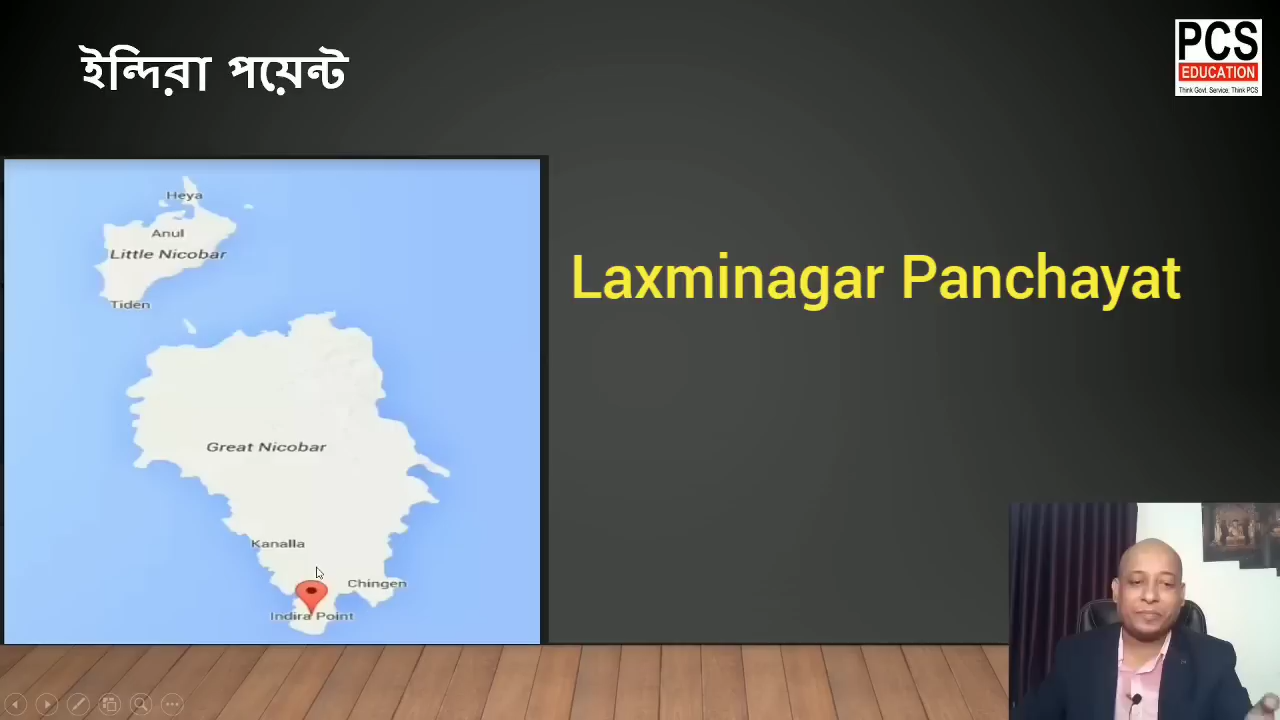 ইন্দিরা পয়েন্ট
PCS
EDUCATION
Think Govt. Service. Think PCS
Heya
Anul
Little Nicobar
Tiden
Laxminagar Panchayat
Great Nicobar
Kanalla
Chingen
Indira Point